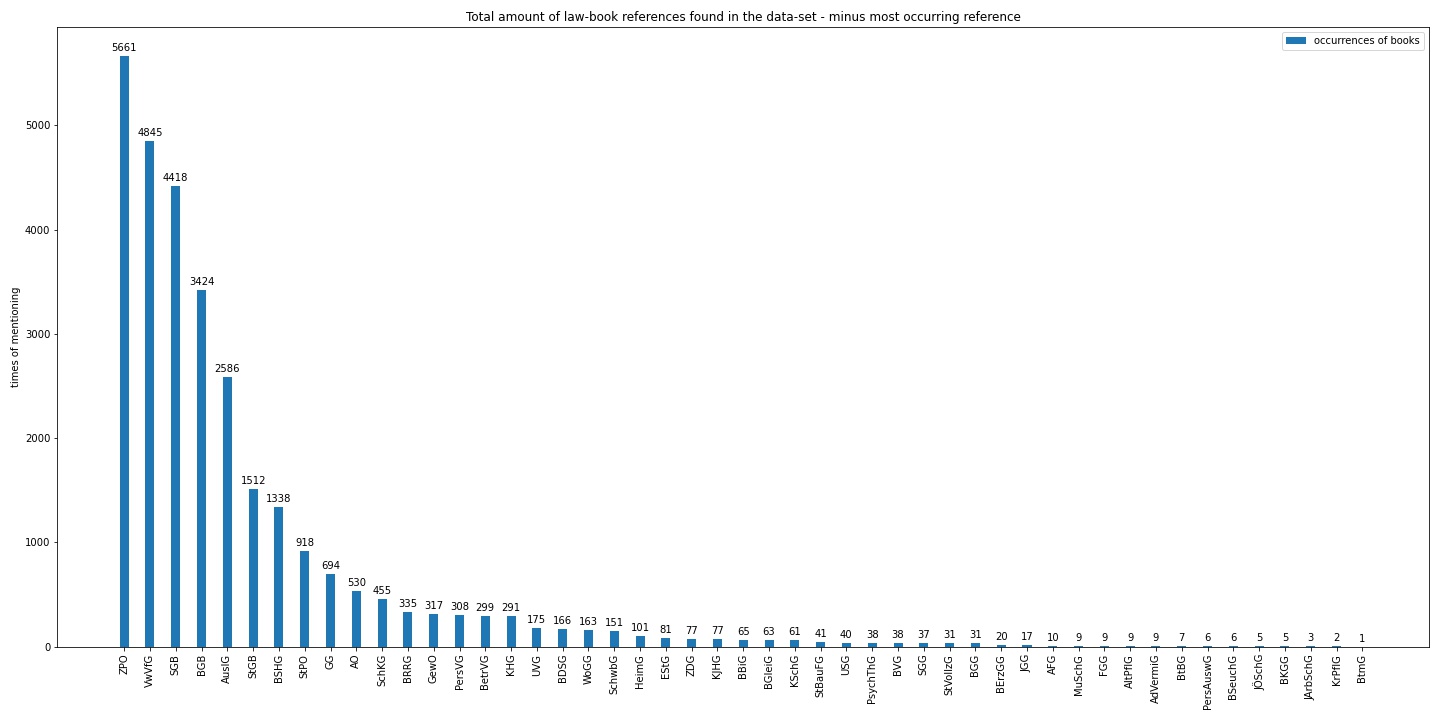 Total amount of law-book references found in the data-set - minus most occurring reference
occurrences of books
times of mentioning
5000
4000
3000
2000
1000
0
5661
4845
4418
3424
2586
1512
1338
918
694
530
455
335
317
308
299
291
175
166
163
151
101
81
77
77
65
63
61
41
40
38
38
37
31
31
20
17
10
9
9
9
9
7
6
6
5
5
3
2
1
ZPO
VwVfG
SGB
BGB
AuslG
StGB
BSHG
StPO
GG
AO
SchKG
BRRG
GewO
PersVG
BetrVG
KHG
UVG
BDSG
WoGG
SchwbG
HeimG
EStG
ZDG
KJHG
BBiG
BGleiG
KSchG
StBauFG
USG
PsychThG
BVG
SGG
StVollzG
BGG
BErzGG
JGG
AFG
MuSchG
FGG
AltPflG
AdVermiG
BtBG
PersAuswG
BSeuchG
JÖSchG
BKGG
JArbSchG
KrPflG
BtmG